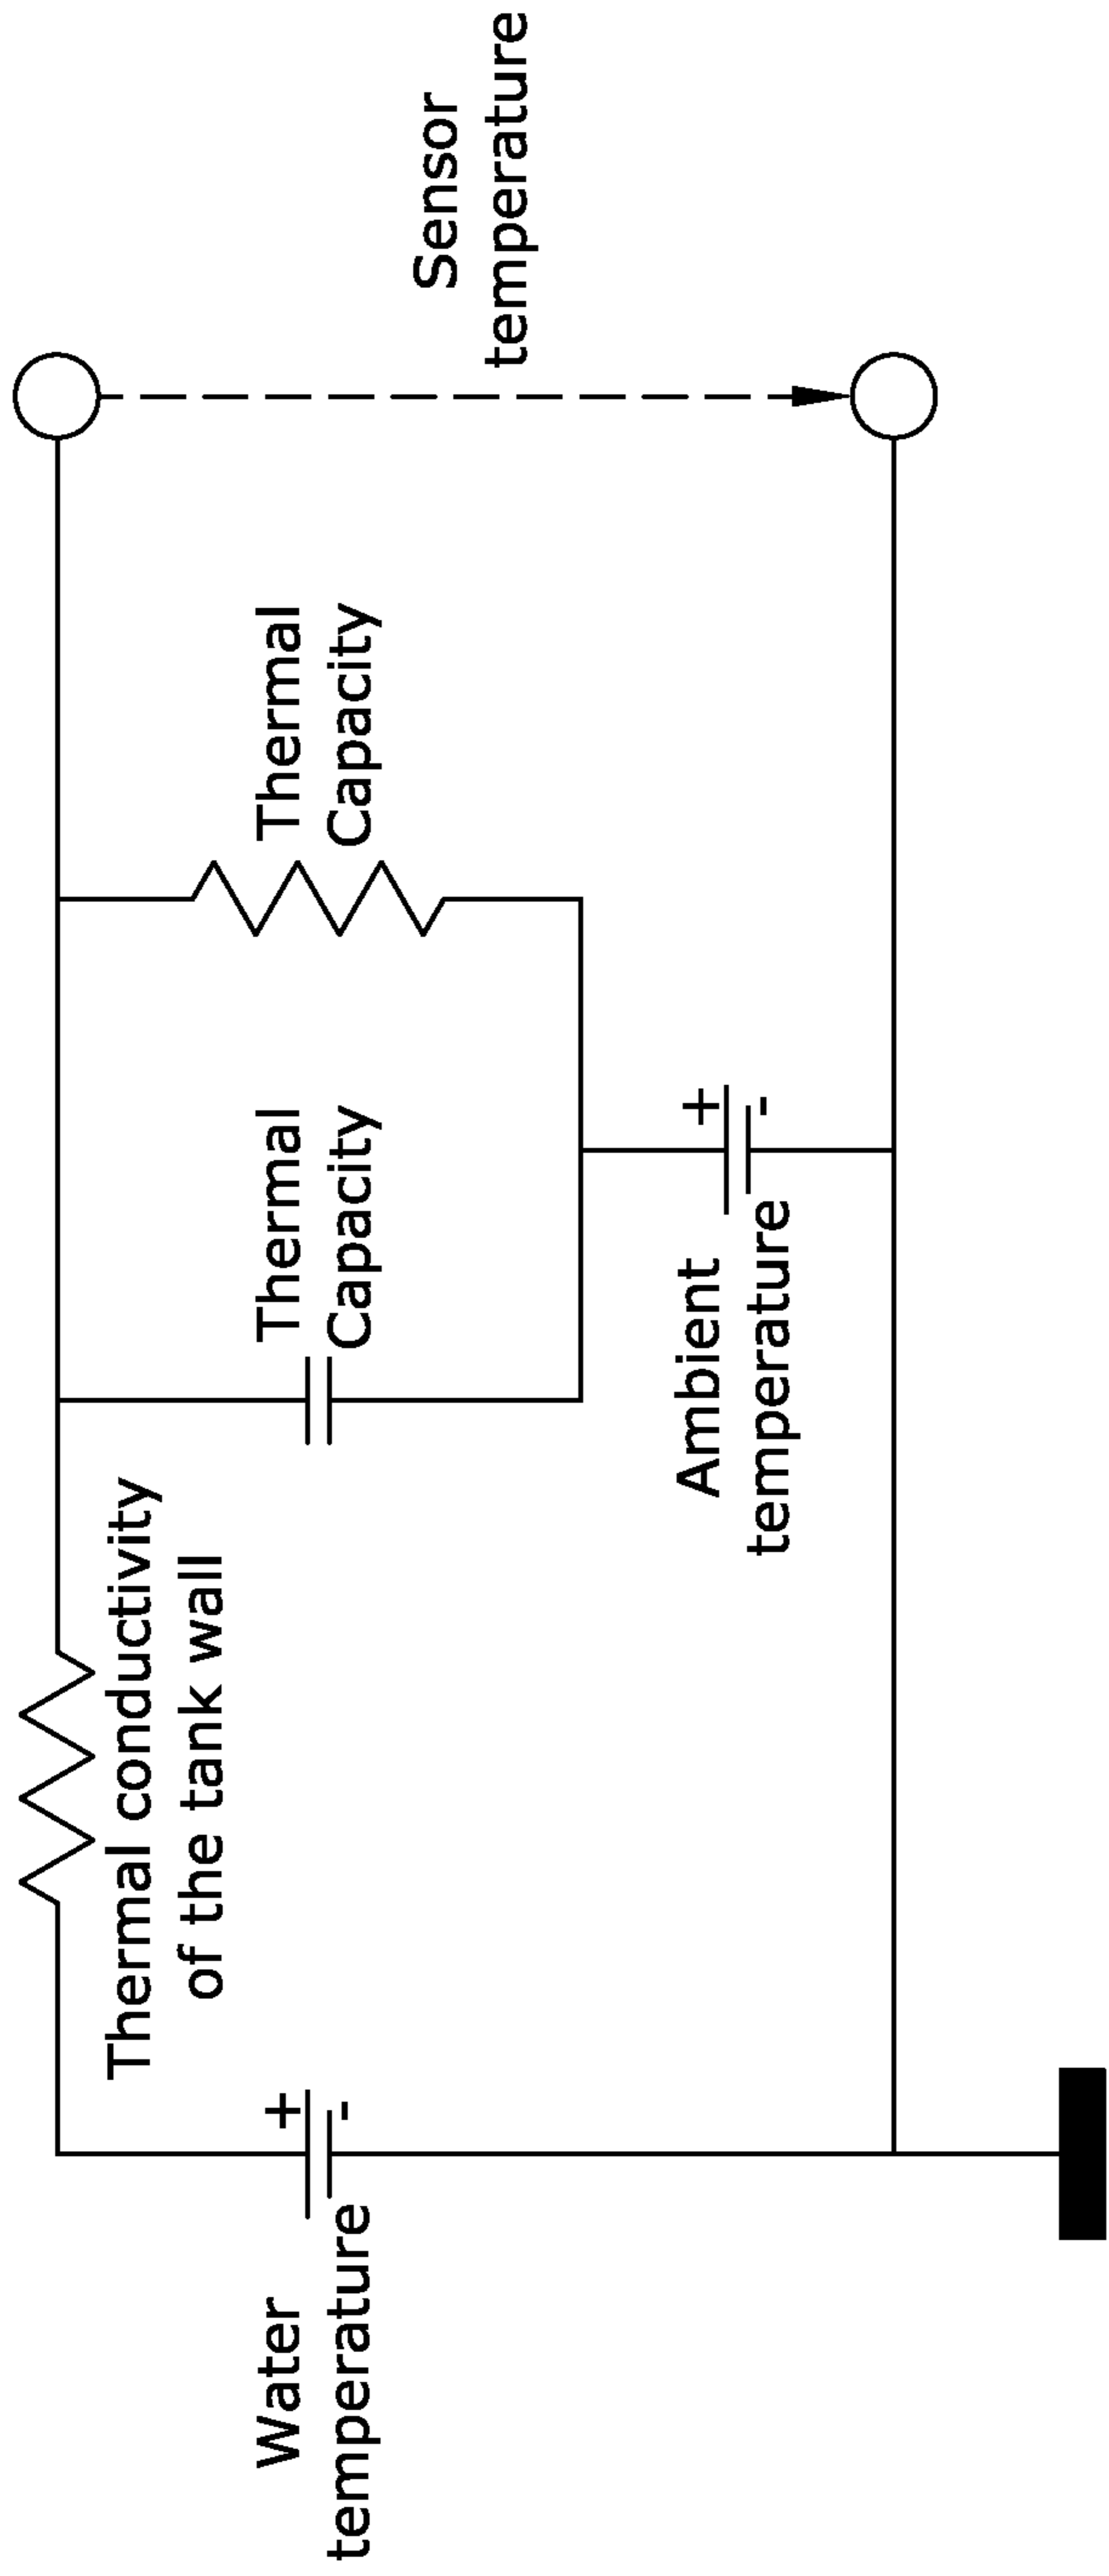 Water
temperature
+
-
Thermal conductivity
of the tank wall
Thermal
Capacity
Thermal
Capacity
Ambient
temperature
+
-
Sensor
temperature